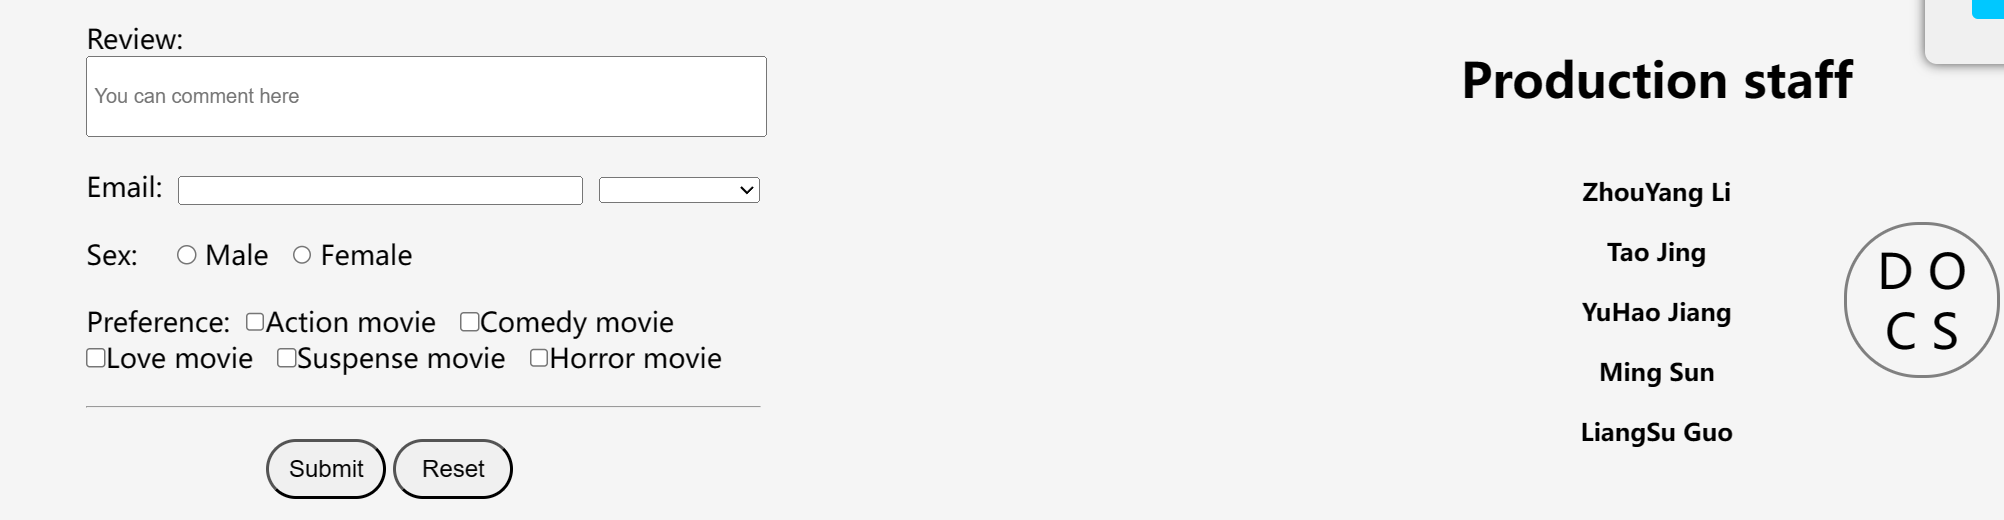 Review:
You can comment here
Email:
Sex: Male Female
Preference: Action movie Comedy movie
Love movie Suspense movie Horror movie
Submit Reset
Production staff
ZhouYang Li
Tao Jing
YuHao Jiang
Ming Sun
LiangSu Guo
D O
C S